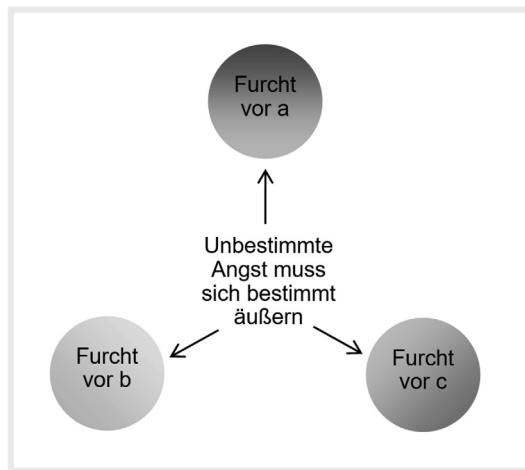 Furcht
vor a
Unbestimmte
Angst muss
sich bestimmt
äußern
Furcht
vor b
Furcht
vor c